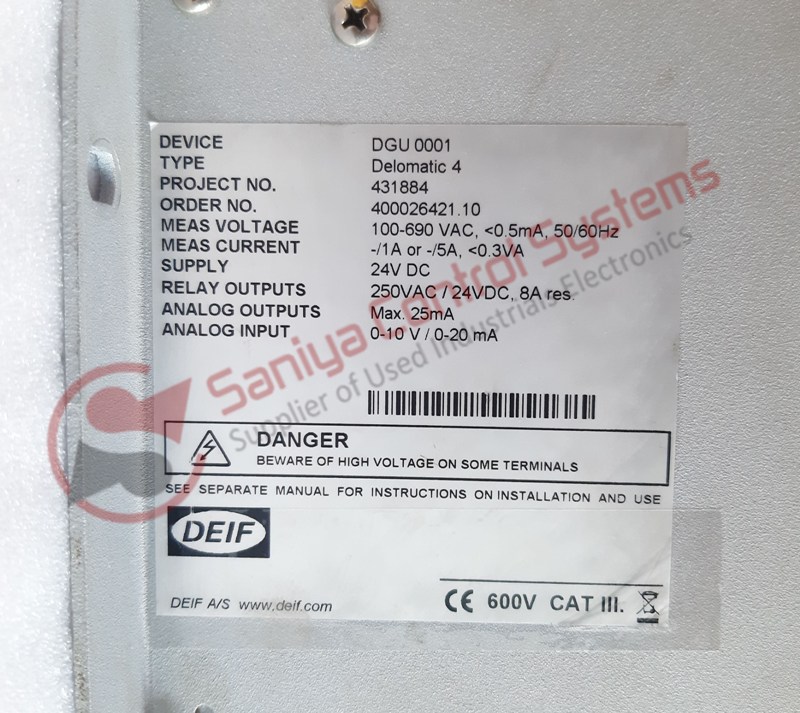 DEVICE DGU 0001
TYPE Delomatic 4
PROJECT NO. 431884
ORDER NO. 400026421.10
MEAS VOLTAGE 100-690 VAC, <0.5mA, 50/60Hz
MEAS CURRENT -/1A or -/5A, <0.3VA
SUPPLY 24V DC
RELAY OUTPUTS 250VAC / 24VDC, 8A res.
ANALOG OUTPUTS Max. 25mA
ANALOG INPUT 0-10 V / 0-20 mA
Saniya Control Systems
Supplier of Used Industrials Electronics
DANGER
BEWARE OF HIGH VOLTAGE ON SOME TERMINALS
SEE SEPARATE MANUAL FOR INSTRUCTIONS ON INSTALLATION AND USE
DEIF
DEIF A/S www.deif.com
CE 600V CAT III.